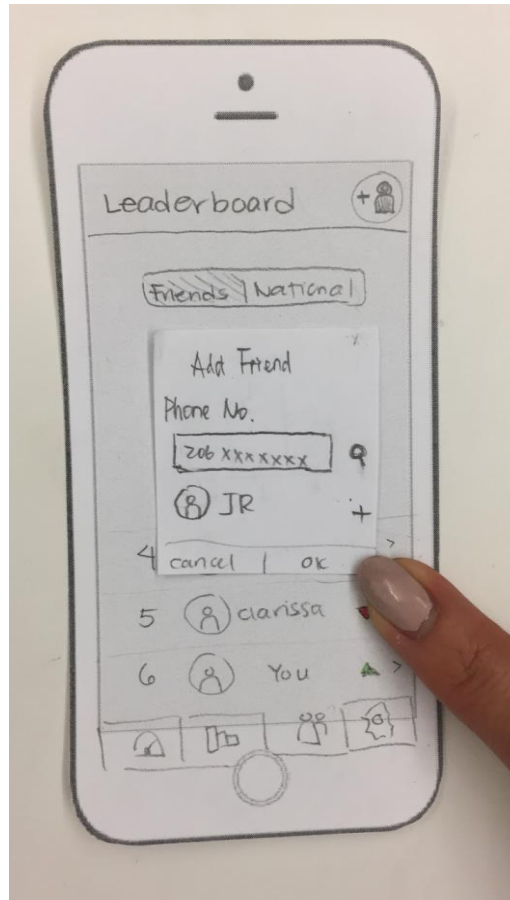 Leaderboard +
Friends | National
Add Friend
Phone No.
206 xxxxxxx
JR +
cancel | OK
4 >
5 Clarissa
6 You >